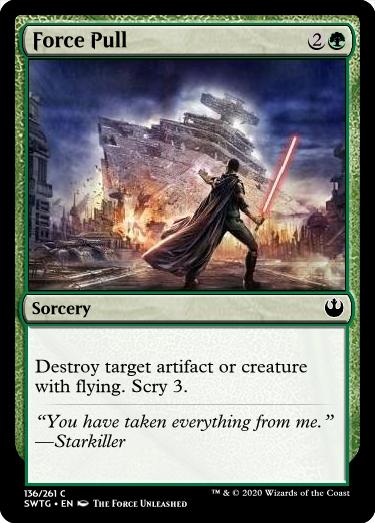 Force Pull 2
Sorcery
Destroy target artifact or creature
with flying. Scry 3.
“You have taken everything from me.”
—Starkiller
136/261 C
SWTG • EN The Force Unleashed
™ & © 2020 Wizards of the Coast